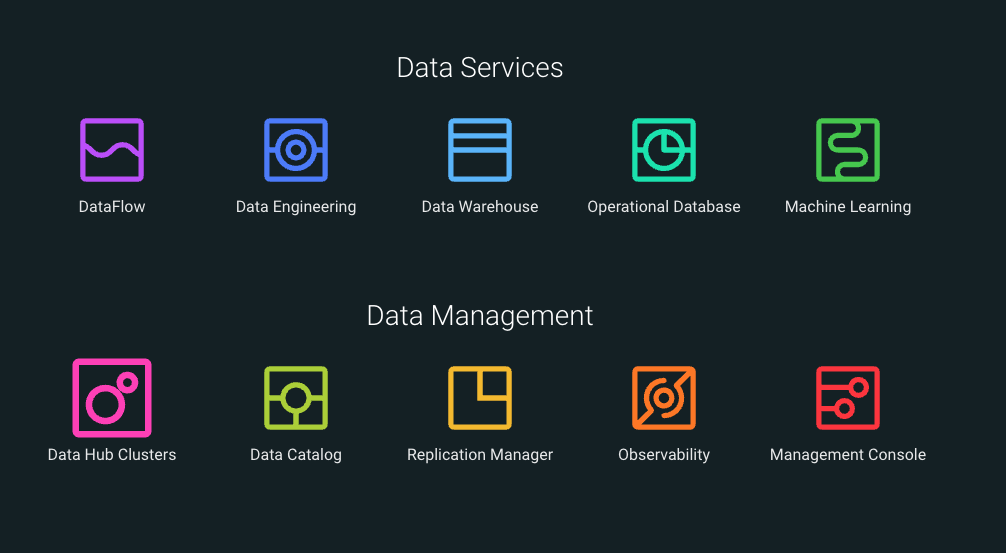 Data Services
DataFlow
Data Engineering
Data Warehouse
Operational Database
Machine Learning
Data Management
Data Hub Clusters
Data Catalog
Replication Manager
Observability
Management Console